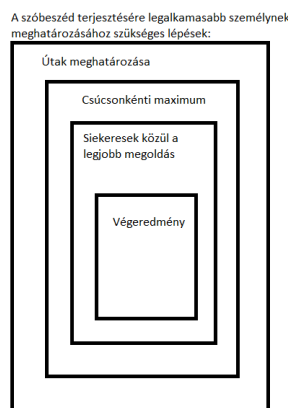 A szóbeszéd terjesztésére legalkamasabb személynek
meghatározásához szükséges lépések:
Útak meghatározása
Csúcsonkénti maximum
Siekeresek közül a
legjobb megoldás
Végeredmény